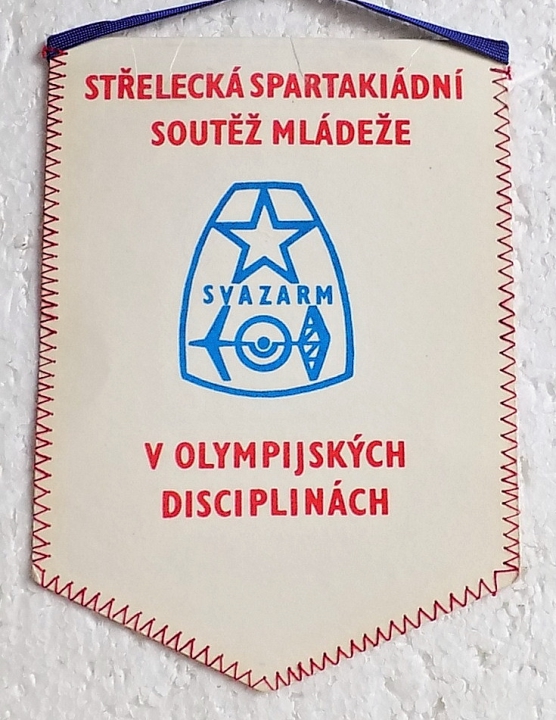 STŘELECKÁ SPARTAKIÁDNÍ
SOUTĚŽ MLÁDEŽE
SVAZARM
V OLYMPIJSKÝCH
DISCIPLINÁCH